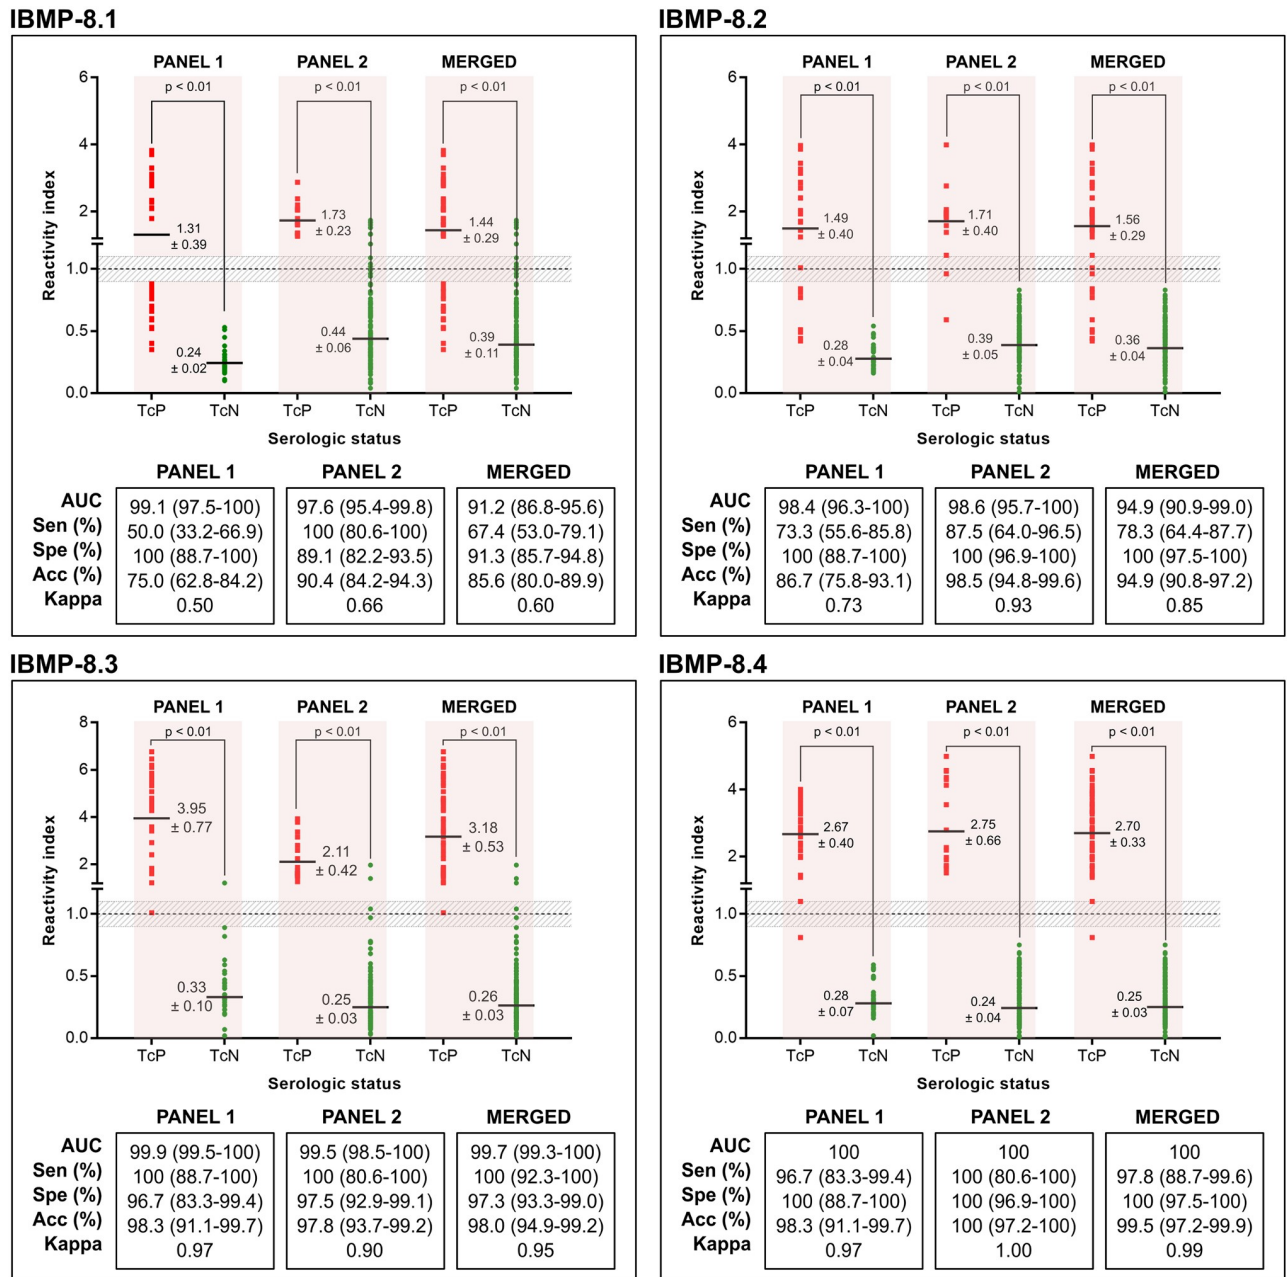 IBMP-8.1
PANEL 1 PANEL 2 MERGED
p < 0.01 p < 0.01 p < 0.01
Reactivity index
6
4
2
1.0
0.5
0.0
1.31
± 0.39
0.24
± 0.02
1.73
± 0.23
0.44
± 0.06
1.44
± 0.29
0.39
± 0.11
TcP TcN TcP TcN TcP TcN
Serologic status
PANEL 1 PANEL 2 MERGED
AUC 99.1 (97.5-100) 97.6 (95.4-99.8) 91.2 (86.8-95.6)
Sen (%) 50.0 (33.2-66.9) 100 (80.6-100) 67.4 (53.0-79.1)
Spe (%) 100 (88.7-100) 89.1 (82.2-93.5) 91.3 (85.7-94.8)
Acc (%) 75.0 (62.8-84.2) 90.4 (84.2-94.3) 85.6 (80.0-89.9)
Kappa 0.50 0.66 0.60
IBMP-8.2
PANEL 1 PANEL 2 MERGED
p < 0.01 p < 0.01 p < 0.01
Reactivity index
6
4
2
1.0
0.5
0.0
1.49
± 0.40
0.28
± 0.04
1.71
± 0.40
0.39
± 0.05
1.56
± 0.29
0.36
± 0.04
TcP TcN TcP TcN TcP TcN
Serologic status
PANEL 1 PANEL 2 MERGED
AUC 98.4 (96.3-100) 98.6 (95.7-100) 94.9 (90.9-99.0)
Sen (%) 73.3 (55.6-85.8) 87.5 (64.0-96.5) 78.3 (64.4-87.7)
Spe (%) 100 (88.7-100) 100 (96.9-100) 100 (97.5-100)
Acc (%) 86.7 (75.8-93.1) 98.5 (94.8-99.6) 94.9 (90.8-97.2)
Kappa 0.73 0.93 0.85
IBMP-8.3
PANEL 1 PANEL 2 MERGED
p < 0.01 p < 0.01 p < 0.01
Reactivity index
8
6
4
2
1.0
0.5
0.0
3.95
± 0.77
0.33
± 0.10
2.11
± 0.42
0.25
± 0.03
3.18
± 0.53
0.26
± 0.03
TcP TcN TcP TcN TcP TcN
Serologic status
PANEL 1 PANEL 2 MERGED
AUC 99.9 (99.5-100) 99.5 (98.5-100) 99.7 (99.3-100)
Sen (%) 100 (88.7-100) 100 (80.6-100) 100 (92.3-100)
Spe (%) 96.7 (83.3-99.4) 97.5 (92.9-99.1) 97.3 (93.3-99.0)
Acc (%) 98.3 (91.1-99.7) 97.8 (93.7-99.2) 98.0 (94.9-99.2)
Kappa 0.97 0.90 0.95
IBMP-8.4
PANEL 1 PANEL 2 MERGED
p < 0.01 p < 0.01 p < 0.01
Reactivity index
6
4
2
1.0
0.5
0.0
2.67
± 0.40
0.28
± 0.07
2.75
± 0.66
0.24
± 0.04
2.70
± 0.33
0.25
± 0.03
TcP TcN TcP TcN TcP TcN
Serologic status
PANEL 1 PANEL 2 MERGED
AUC 100 100 100
Sen (%) 96.7 (83.3-99.4) 100 (80.6-100) 97.8 (88.7-99.6)
Spe (%) 100 (88.7-100) 100 (96.9-100) 100 (97.5-100)
Acc (%) 98.3 (91.1-99.7) 100 (97.2-100) 99.5 (97.2-99.9)
Kappa 0.97 1.00 0.99